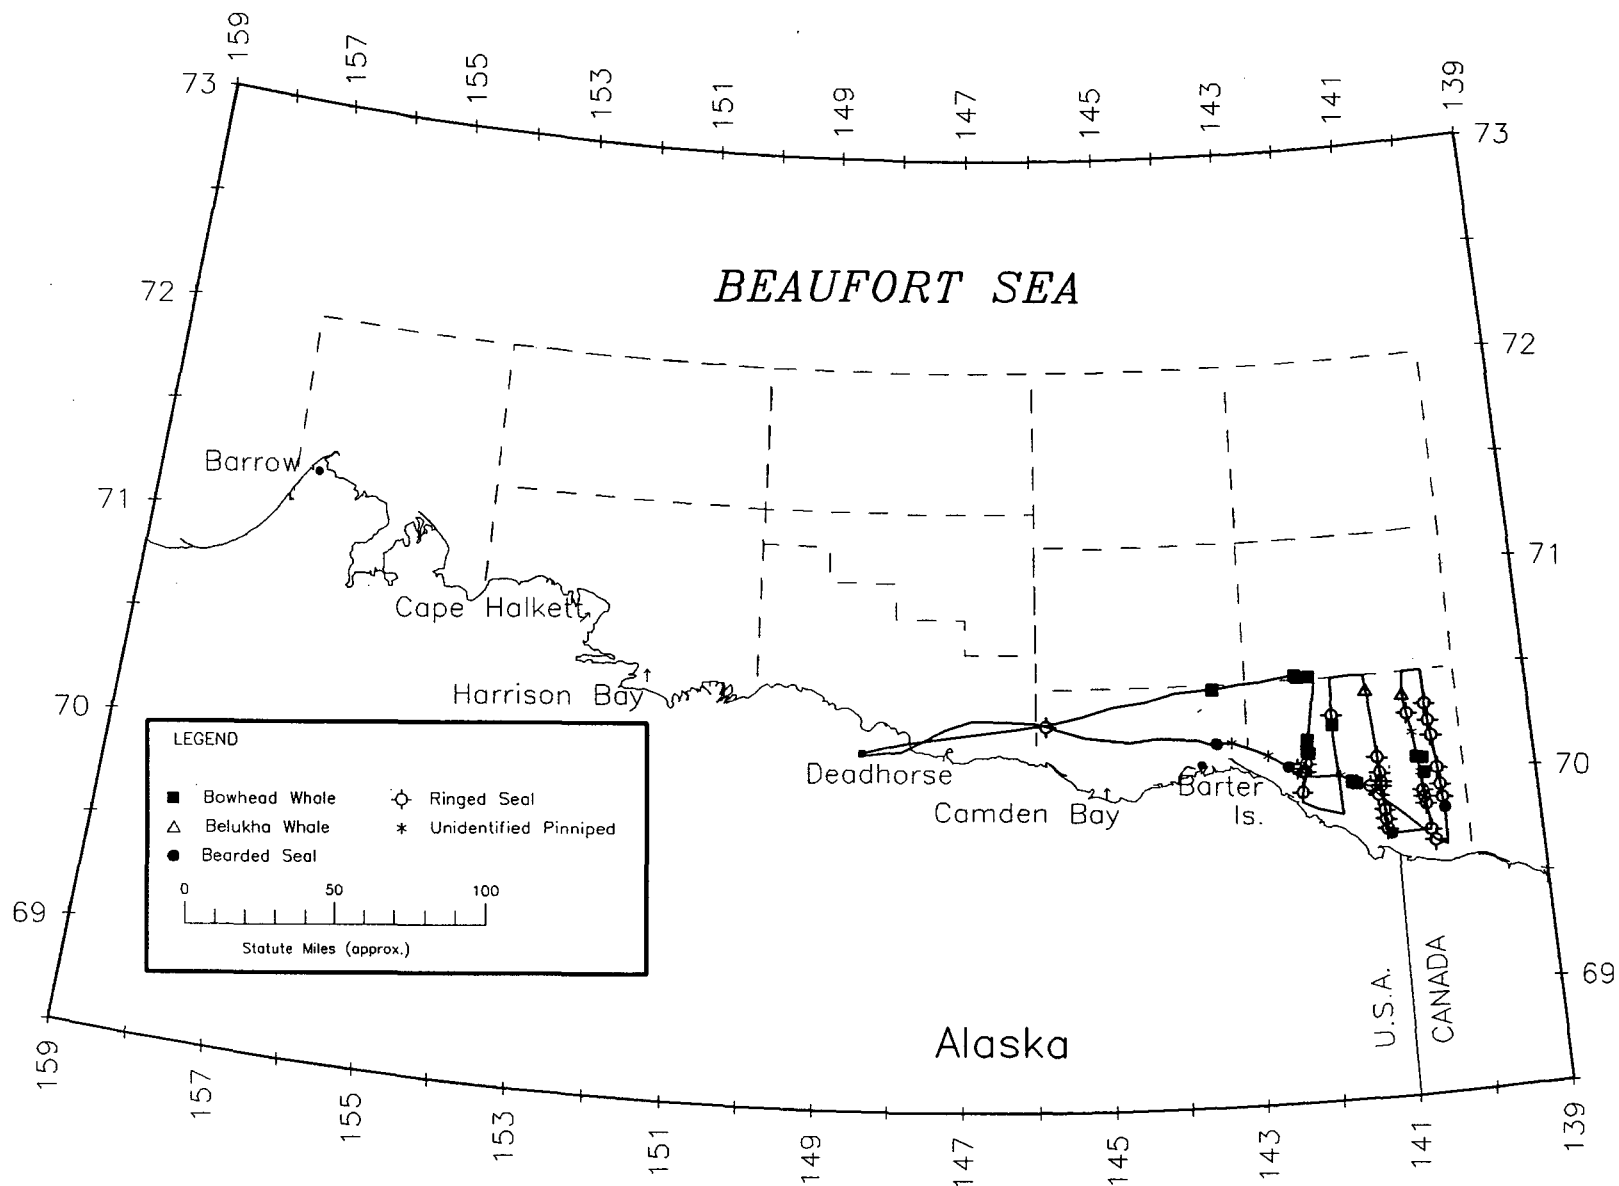 159
157
155
153
151
149
147
145
143
141
139
73
73
BEAUFORT SEA
72
72
Barrow
71
71
Cape Halkett
Harrison Bay
70
70
Deadhorse
Camden Bay
Barter
Is.
LEGEND
Bowhead Whale
Ringed Seal
Belukha Whale
Unidentified Pinniped
Bearded Seal
0 50 100
Statute Miles (approx.)
69
69
U.S.A.
CANADA
Alaska
159
157
155
153
151
149
147
145
143
141
139